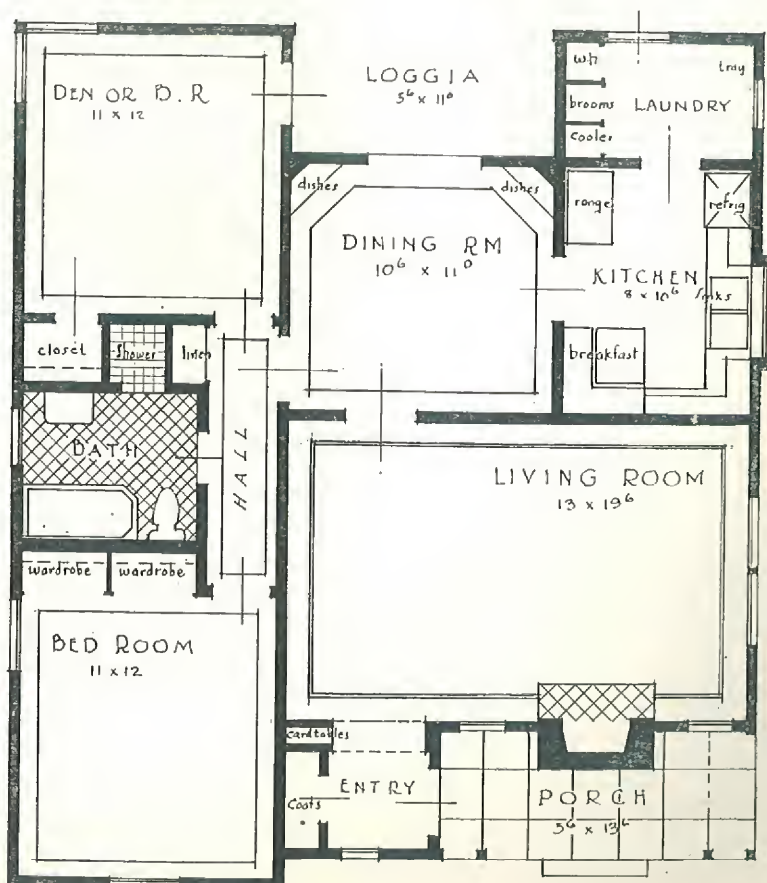 DEN OR B.R
11 x 12
LOGGIA
5⁶ x 11⁰
wh
tray
brooms
LAUNDRY
cooler
dishes
dishes
range
refrig
DINING RM
10⁶ x 11⁰
KITCHEN
8 x 10⁶
sinks
closet
shower
linen
breakfast
BATH
HALL
LIVING ROOM
13 x 19⁶
wardrobe
wardrobe
BED ROOM
11 x 12
cardtables
ENTRY
coats
PORCH
5⁶ x 13⁶